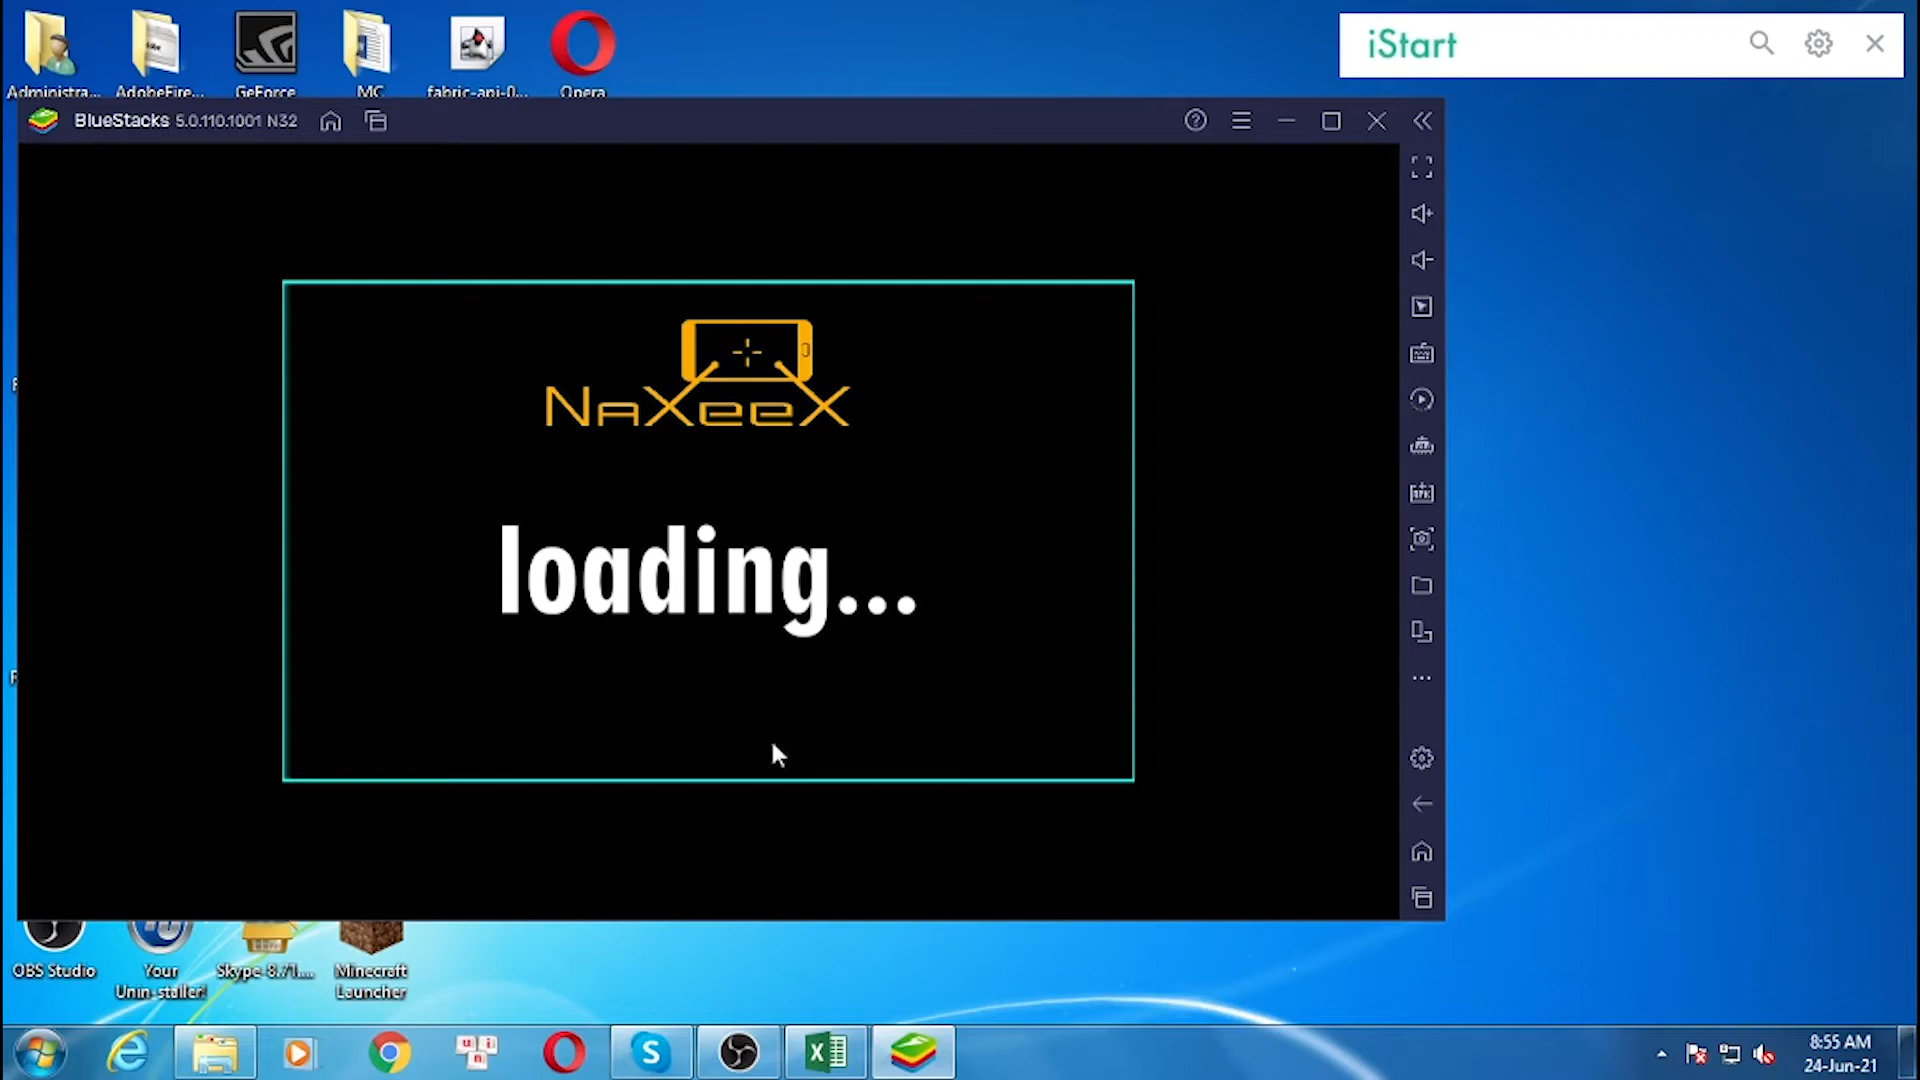 iStart
Administra...
AdobeFire...
GeForce
MC
fabric-api-0...
Opera
BlueStacks 5.0.110.1001 N32
NaXeeX
loading...
OBS Studio
Your
Unin-staller!
Skype-8.71....
Minecraft
Launcher
8:55 AM
24-Jun-21